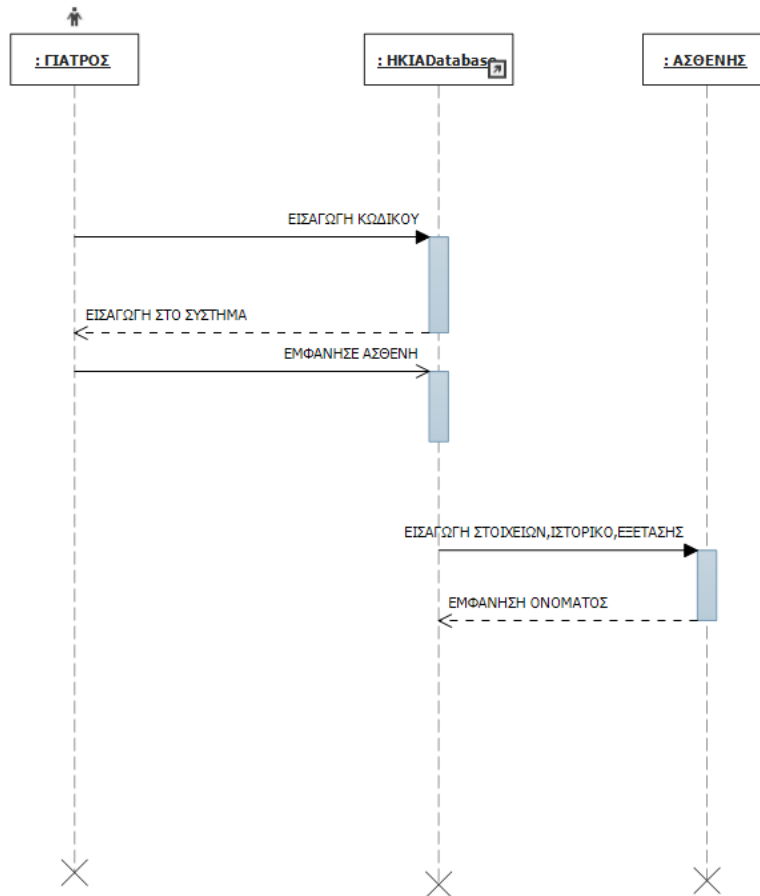 : ΓΙΑΤΡΟΣ
: HKIADatabase
: ΑΣΘΕΝΗΣ
ΕΙΣΑΓΩΓΗ ΚΩΔΙΚΟΥ
ΕΙΣΑΓΩΓΗ ΣΤΟ ΣΥΣΤΗΜΑ
ΕΜΦΑΝΗΣΕ ΑΣΘΕΝΗ
ΕΙΣΑΓΩΓΗ ΣΤΟΙΧΕΙΩΝ,ΙΣΤΟΡΙΚΟ,ΕΞΕΤΑΣΗΣ
ΕΜΦΑΝΗΣΗ ΟΝΟΜΑΤΟΣ